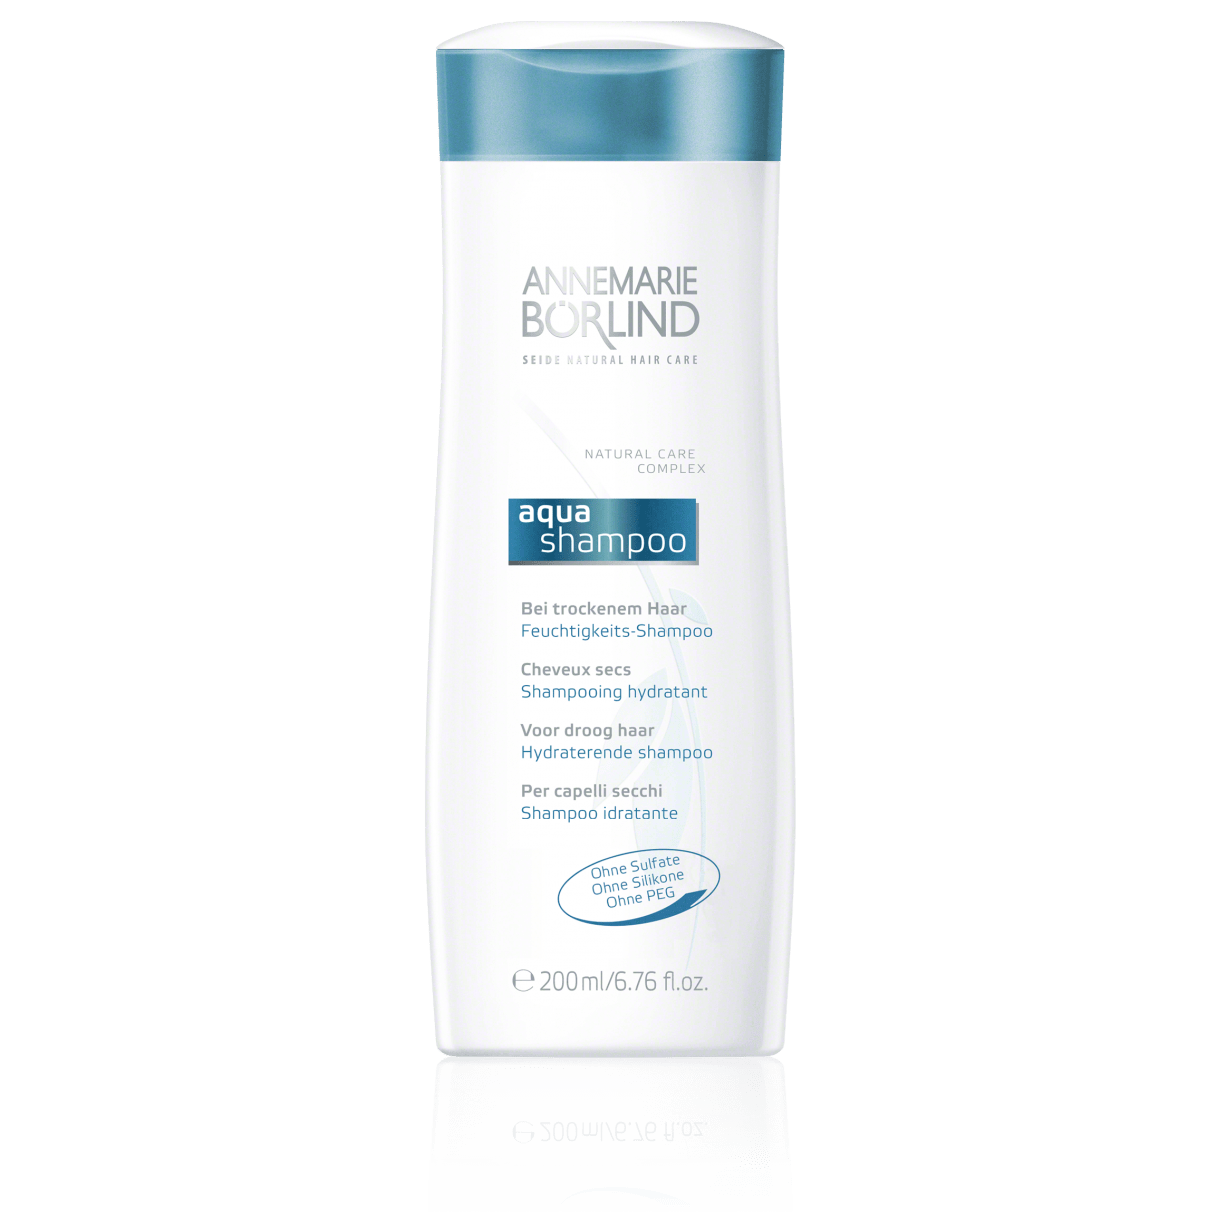 ANNEMARIE
BÖRLIND
SEIDE NATURAL HAIR CARE
NATURAL CARE
COMPLEX
aqua
shampoo
Bei trockenem Haar
Feuchtigkeits-Shampoo
Cheveux secs
Shampooing hydratant
Voor droog haar
Hydraterende shampoo
Per capelli secchi
Shampoo idratante
Ohne Sulfate
Ohne Silikone
Ohne PEG
℮ 200 ml/6.76 fl.oz.